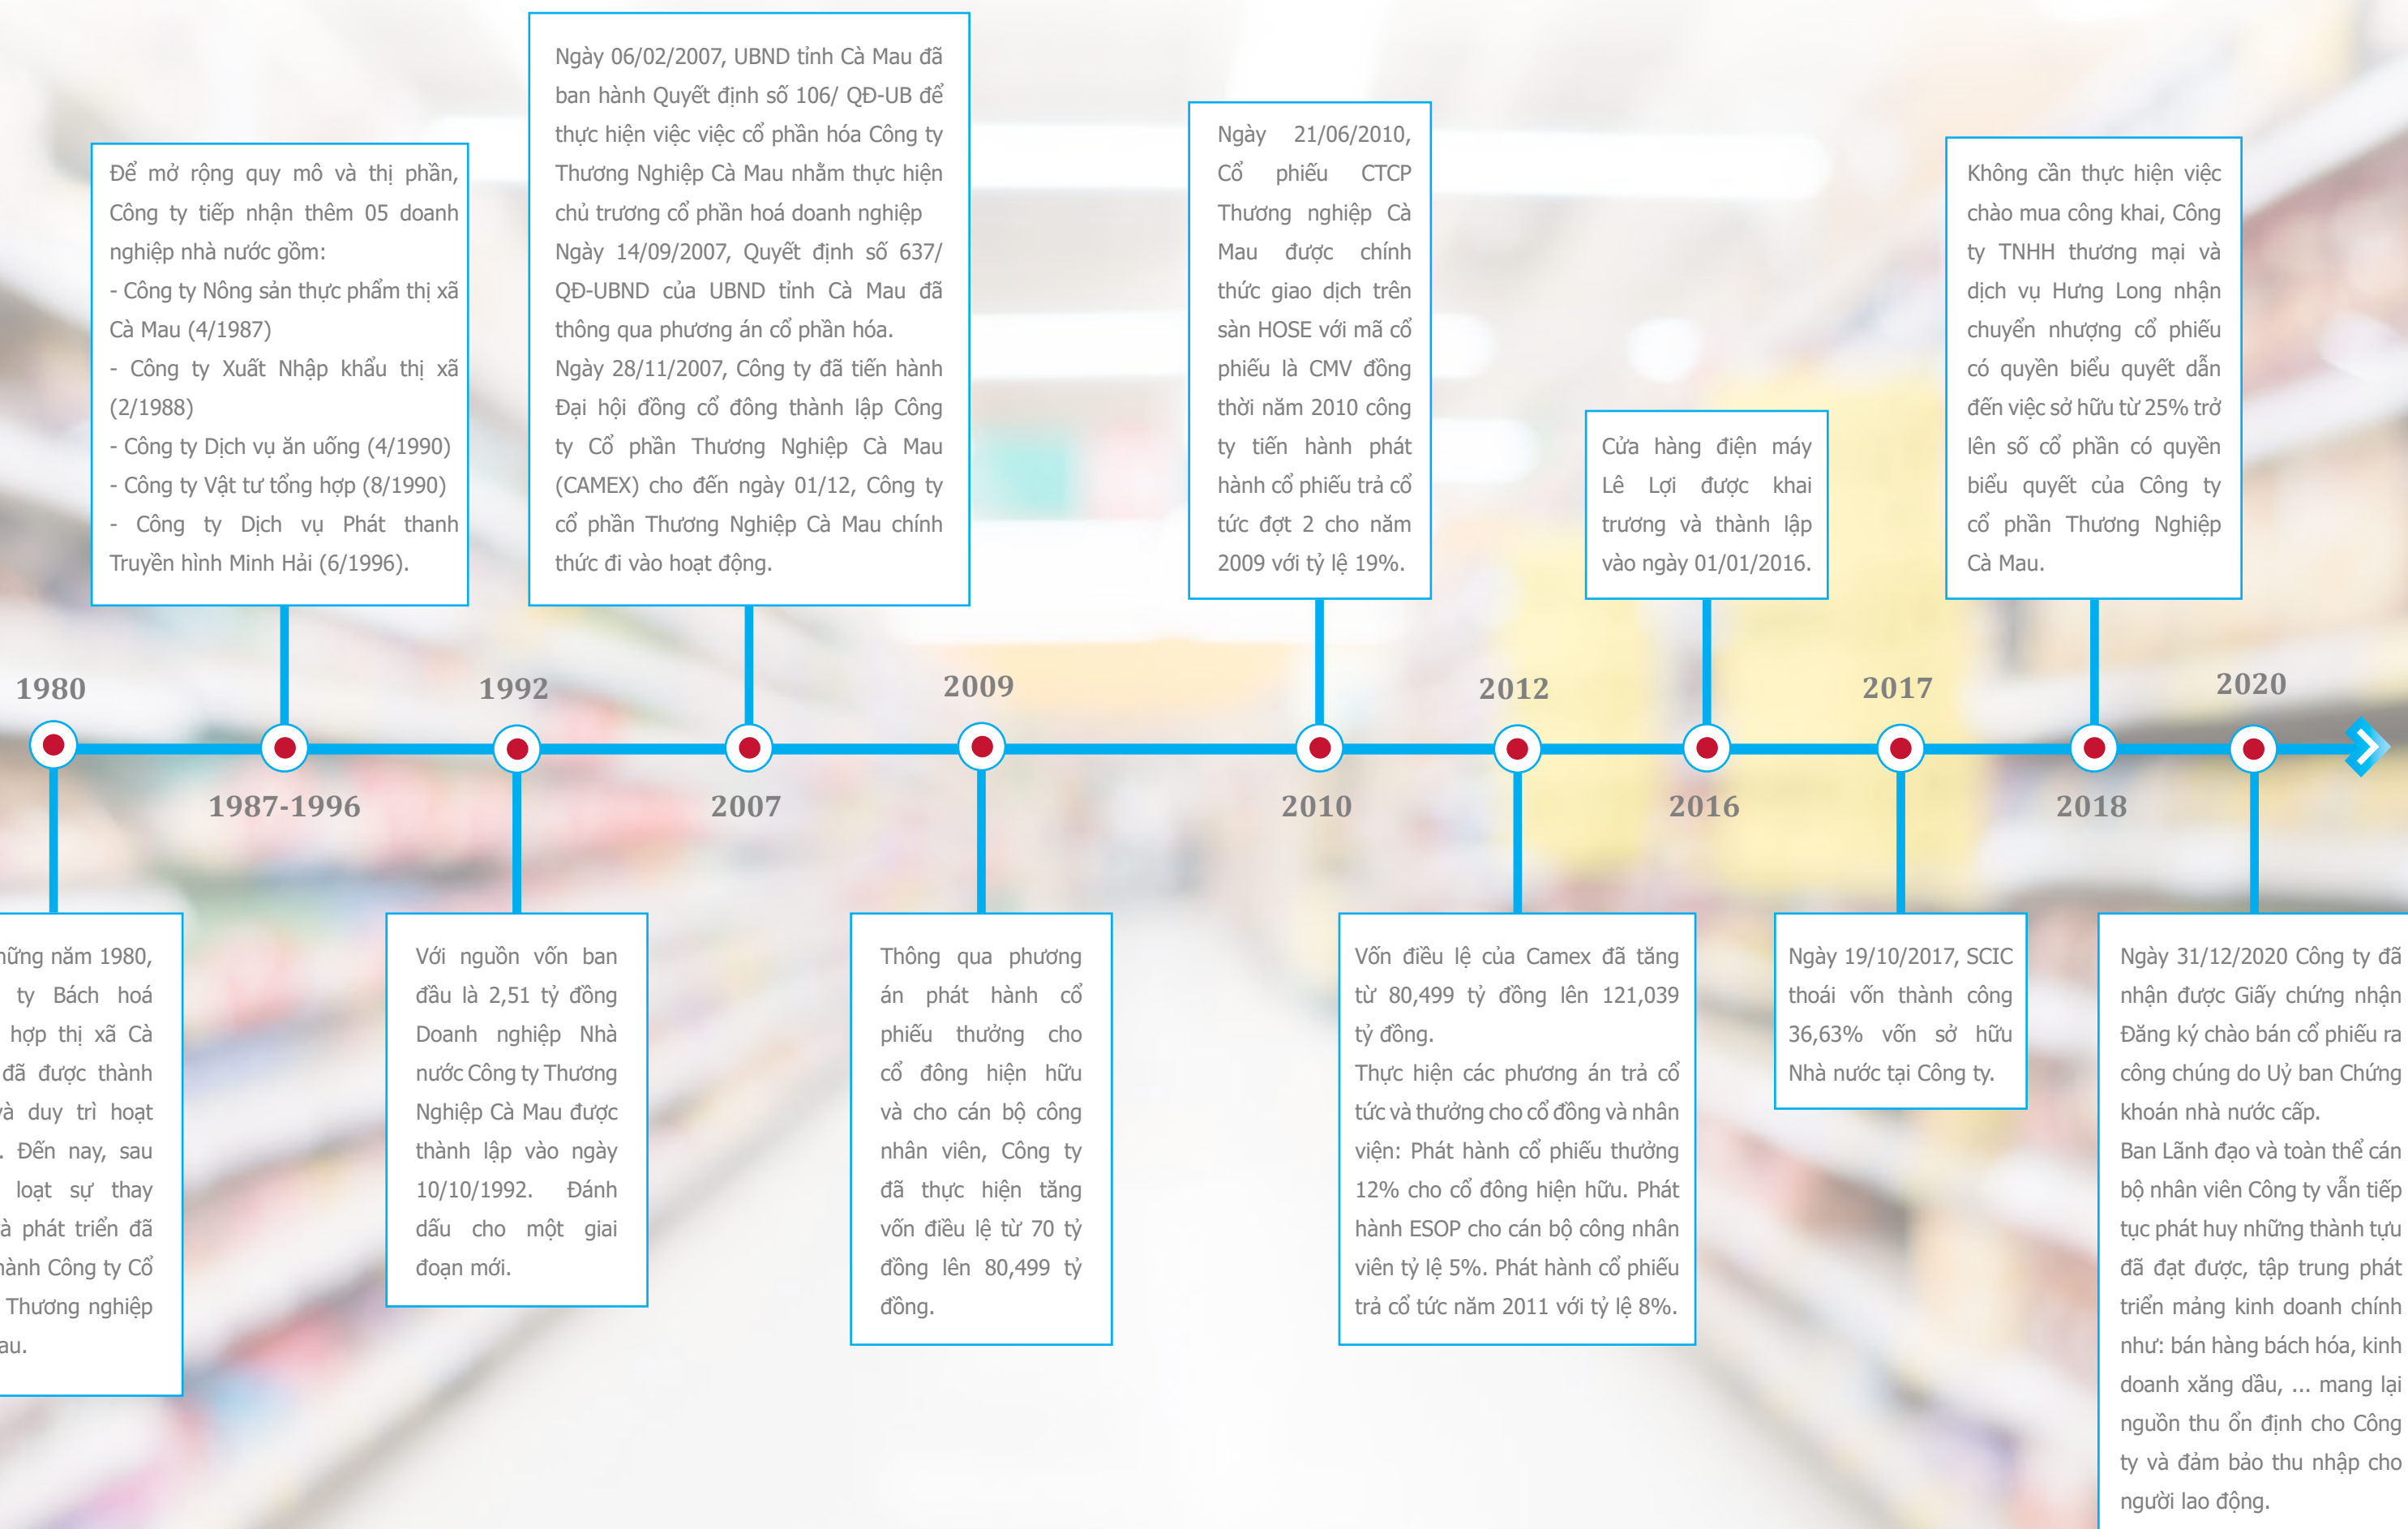 Để mở rộng quy mô và thị phần,
Công ty tiếp nhận thêm 05 doanh
nghiệp nhà nước gồm:
- Công ty Nông sản thực phẩm thị xã
Cà Mau (4/1987)
- Công ty Xuất Nhập khẩu thị xã
(2/1988)
- Công ty Dịch vụ ăn uống (4/1990)
- Công ty Vật tư tổng hợp (8/1990)
- Công ty Dịch vụ Phát thanh
Truyền hình Minh Hải (6/1996).
Ngày 06/02/2007, UBND tỉnh Cà Mau đã
ban hành Quyết định số 106/ QĐ-UB để
thực hiện việc việc cổ phần hóa Công ty
Thương Nghiệp Cà Mau nhằm thực hiện
chủ trương cổ phần hoá doanh nghiệp
Ngày 14/09/2007, Quyết định số 637/
QĐ-UBND của UBND tỉnh Cà Mau đã
thông qua phương án cổ phần hóa.
Ngày 28/11/2007, Công ty đã tiến hành
Đại hội đồng cổ đông thành lập Công
ty Cổ phần Thương Nghiệp Cà Mau
(CAMEX) cho đến ngày 01/12, Công ty
cổ phần Thương Nghiệp Cà Mau chính
thức đi vào hoạt động.
Ngày 21/06/2010,
Cổ phiếu CTCP
Thương nghiệp Cà
Mau được chính
thức giao dịch trên
sàn HOSE với mã cổ
phiếu là CMV đồng
thời năm 2010 công
ty tiến hành phát
hành cổ phiếu trả cổ
tức đợt 2 cho năm
2009 với tỷ lệ 19%.
Cửa hàng điện máy
Lê Lợi được khai
trương và thành lập
vào ngày 01/01/2016.
Không cần thực hiện việc
chào mua công khai, Công
ty TNHH thương mại và
dịch vụ Hưng Long nhận
chuyển nhượng cổ phiếu
có quyền biểu quyết dẫn
đến việc sở hữu từ 25% trở
lên số cổ phần có quyền
biểu quyết của Công ty
cổ phần Thương Nghiệp
Cà Mau.
1980
1992
2009
2012
2017
2020
1987-1996
2007
2010
2016
2018
năm 1980,
ty Bách hoá
hợp thị xã Cà
đã được thành
và duy trì hoạt
. Đến nay, sau
loạt sự thay
phát triển đã
Công ty Cổ
Thương nghiệp
Với nguồn vốn ban
đầu là 2,51 tỷ đồng
Doanh nghiệp Nhà
nước Công ty Thương
Nghiệp Cà Mau được
thành lập vào ngày
10/10/1992. Đánh
dấu cho một giai
đoạn mới.
Thông qua phương
án phát hành cổ
phiếu thưởng cho
cổ đông hiện hữu
và cho cán bộ công
nhân viên, Công ty
đã thực hiện tăng
vốn điều lệ từ 70 tỷ
đồng lên 80,499 tỷ
đồng.
Vốn điều lệ của Camex đã tăng
từ 80,499 tỷ đồng lên 121,039
tỷ đồng.
Thực hiện các phương án trả cổ
tức và thưởng cho cổ đồng và nhân
viện: Phát hành cổ phiếu thưởng
12% cho cổ đông hiện hữu. Phát
hành ESOP cho cán bộ công nhân
viên tỷ lệ 5%. Phát hành cổ phiếu
trả cổ tức năm 2011 với tỷ lệ 8%.
Ngày 19/10/2017, SCIC
thoái vốn thành công
36,63% vốn sở hữu
Nhà nước tại Công ty.
Ngày 31/12/2020 Công ty đã
nhận được Giấy chứng nhận
Đăng ký chào bán cổ phiếu ra
công chúng do Uỷ ban Chứng
khoán nhà nước cấp.
Ban Lãnh đạo và toàn thể cán
bộ nhân viên Công ty vẫn tiếp
tục phát huy những thành tựu
đã đạt được, tập trung phát
triển mảng kinh doanh chính
như: bán hàng bách hóa, kinh
doanh xăng dầu, ... mang lại
nguồn thu ổn định cho Công
ty và đảm bảo thu nhập cho
người lao động.